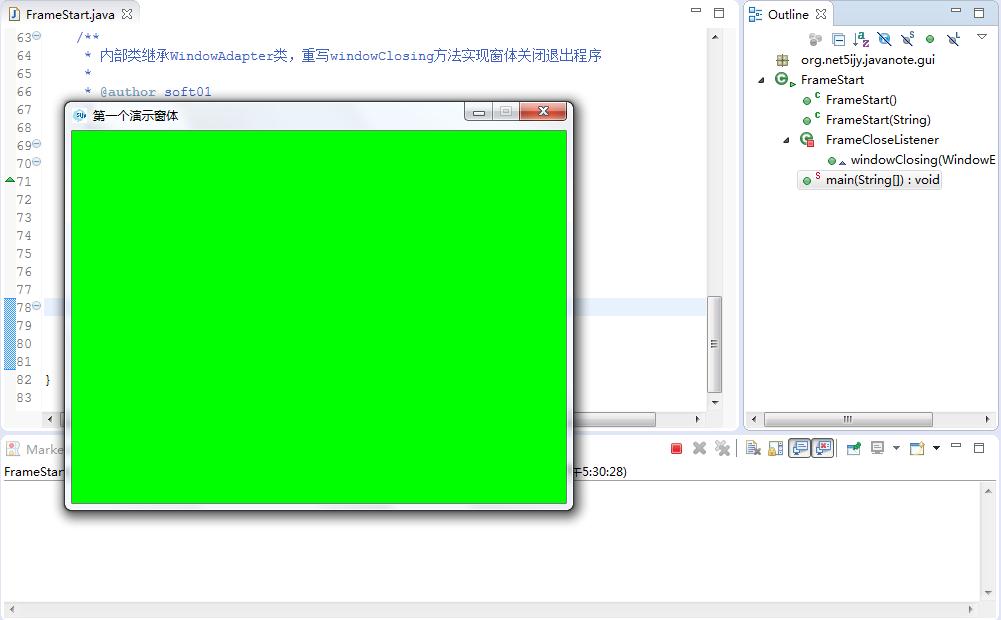 FrameStart.java
63 /**
64 * 内部类继承WindowAdapter类，重写windowClosing方法实现窗体关闭退出程序
65 *
66 * @author soft01
67
68
69
70
71
72
73
74
75
76
77
78
79
80
81
82 }
83
第一个演示窗体
Outline
org.net5ijy.javanote.gui
FrameStart
FrameStart()
FrameStart(String)
FrameCloseListener
windowClosing(WindowE
main(String[]) : void
Marke
FrameStar
午5:30:28)